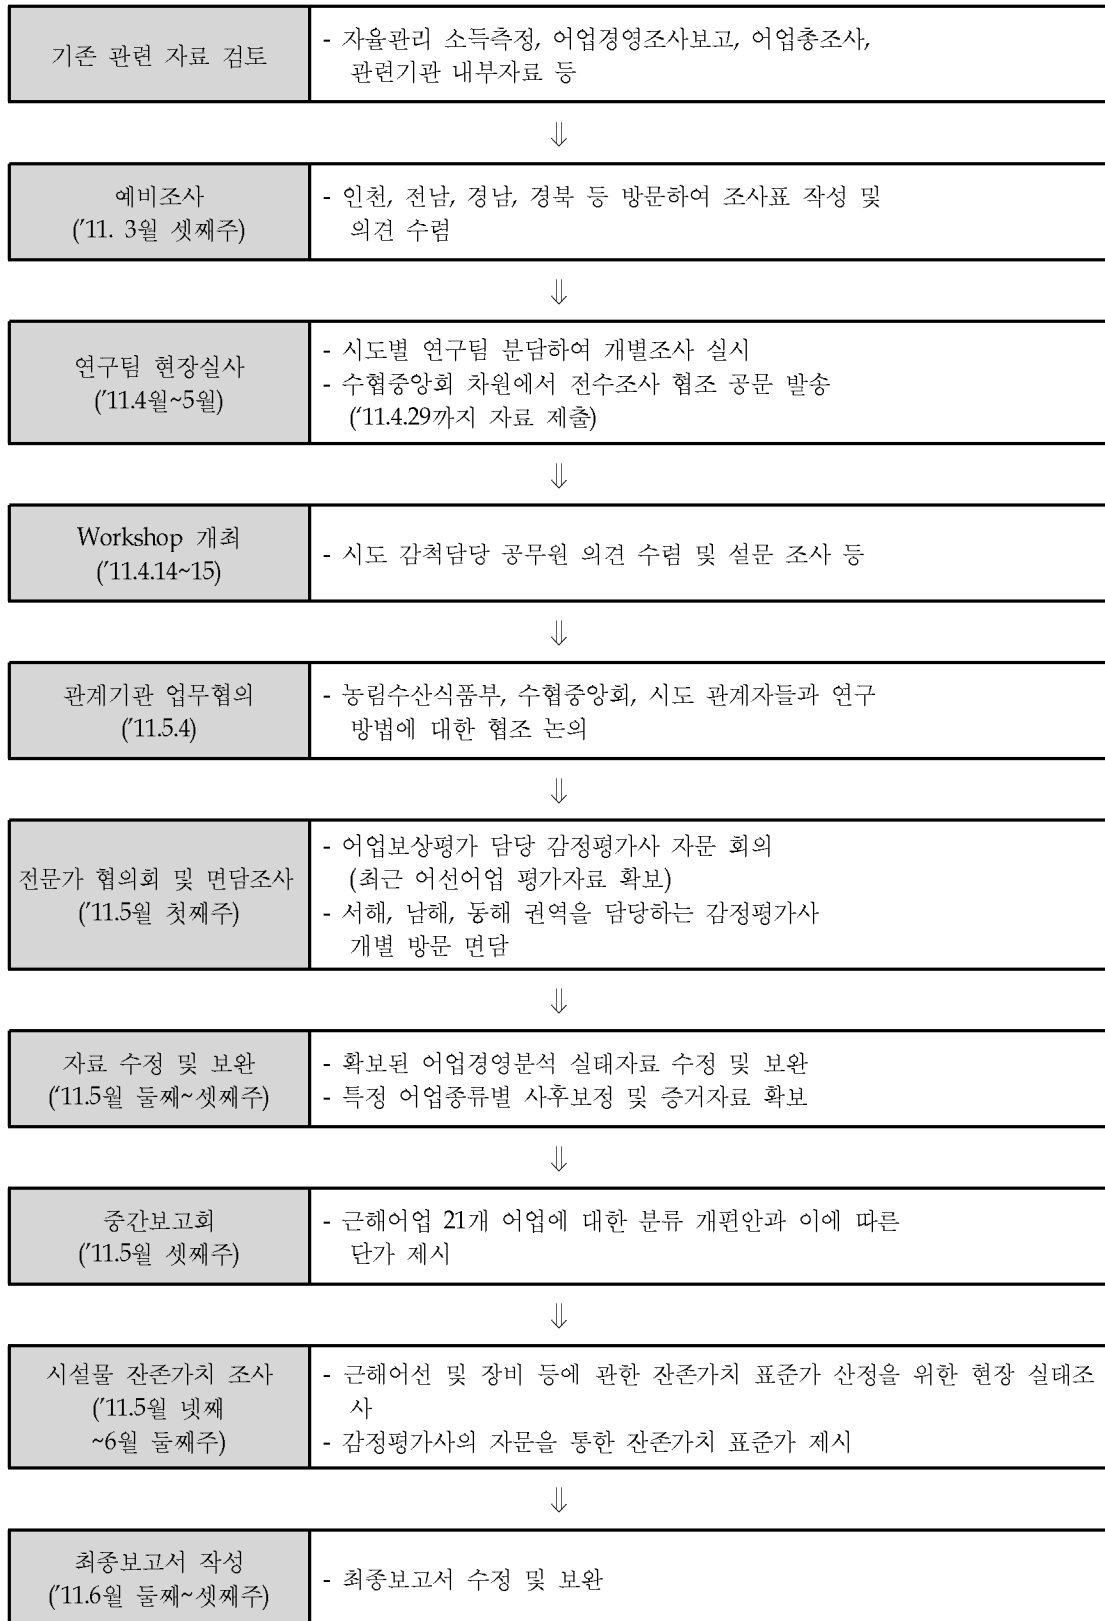 기존 관련 자료 검토
- 자율관리 소득측정, 어업경영조사보고, 어업총조사,
관련기관 내부자료 등
⇓
예비조사
('11. 3월 셋째주)
- 인천, 전남, 경남, 경북 등 방문하여 조사표 작성 및
의견 수렴
⇓
연구팀 현장실사
('11.4월~5월)
- 시도별 연구팀 분담하여 개별조사 실시
- 수협중앙회 차원에서 전수조사 협조 공문 발송
('11.4.29까지 자료 제출)
⇓
Workshop 개최
('11.4.14~15)
- 시도 감척담당 공무원 의견 수렴 및 설문 조사 등
⇓
관계기관 업무협의
('11.5.4)
- 농림수산식품부, 수협중앙회, 시도 관계자들과 연구
방법에 대한 협조 논의
⇓
전문가 협의회 및 면담조사
('11.5월 첫째주)
- 어업보상평가 담당 감정평가사 자문 회의
(최근 어선어업 평가자료 확보)
- 서해, 남해, 동해 권역을 담당하는 감정평가사
개별 방문 면담
⇓
자료 수정 및 보완
('11.5월 둘째~셋째주)
- 확보된 어업경영분석 실태자료 수정 및 보완
- 특정 어업종류별 사후보정 및 증거자료 확보
⇓
중간보고회
('11.5월 셋째주)
- 근해어업 21개 어업에 대한 분류 개편안과 이에 따른
단가 제시
⇓
시설물 잔존가치 조사
('11.5월 넷째
~6월 둘째주)
- 근해어선 및 장비 등에 관한 잔존가치 표준가 산정을 위한 현장 실태조
사
- 감정평가사의 자문을 통한 잔존가치 표준가 제시
⇓
최종보고서 작성
('11.6월 둘째~셋째주)
- 최종보고서 수정 및 보완